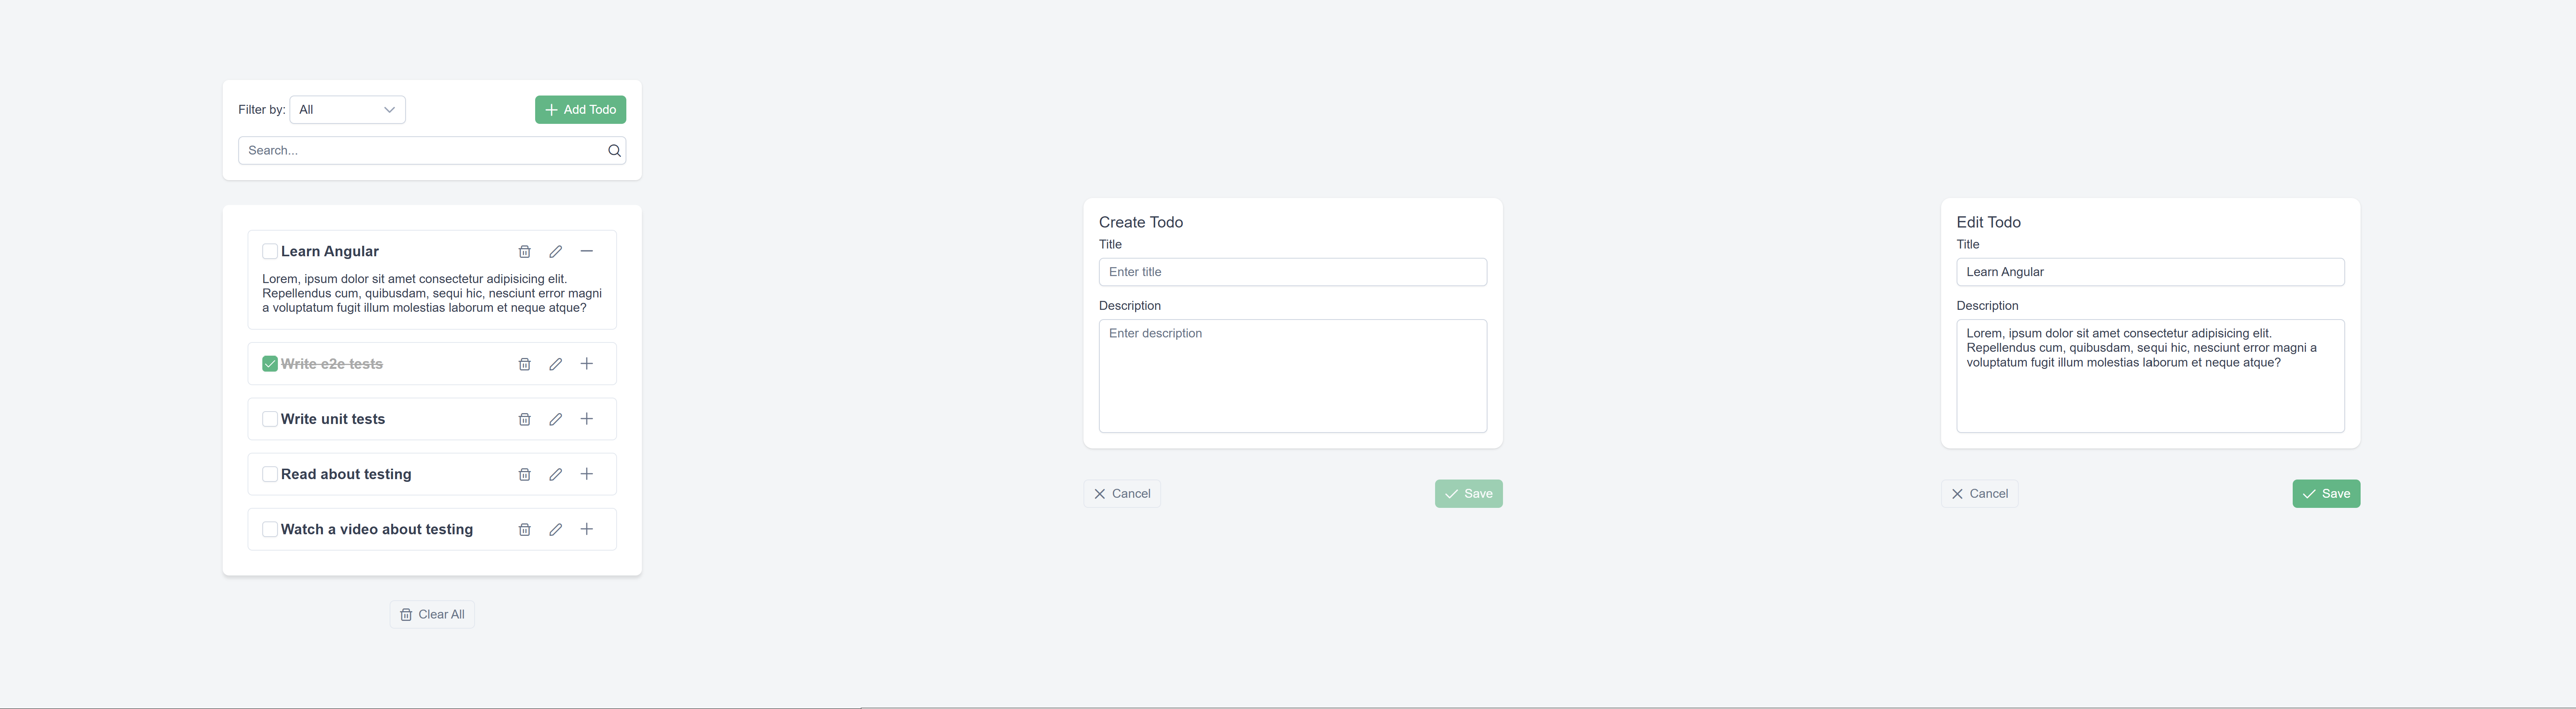 Filter by: All
Add Todo
Search...
Learn Angular
Lorem, ipsum dolor sit amet consectetur adipisicing elit.
Repellendus cum, quibusdam, sequi hic, nesciunt error magni
a voluptatum fugit illum molestias laborum et neque atque?
Write e2e tests
Write unit tests
Read about testing
Watch a video about testing
Clear All
Create Todo
Title
Enter title
Description
Enter description
Cancel
Save
Edit Todo
Title
Learn Angular
Description
Lorem, ipsum dolor sit amet consectetur adipisicing elit.
Repellendus cum, quibusdam, sequi hic, nesciunt error magni a
voluptatum fugit illum molestias laborum et neque atque?
Cancel
Save